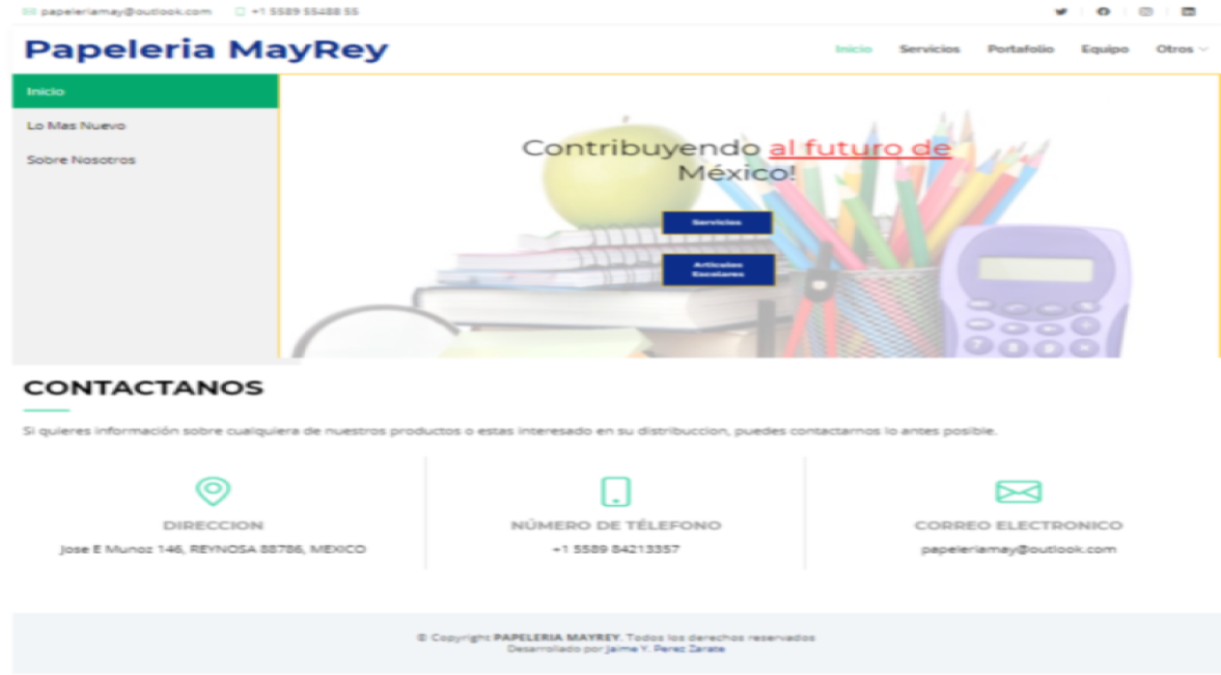 papeleriamay@outlook.com +1 5589 55488 55
Papeleria MayRey
Inicio Servicios Portafolio Equipo Otros
Inicio
Lo Mas Nuevo
Sobre Nosotros
Contribuyendo al futuro de
México!
Servicios
Articulos
Escolares
7 8 9
CONTACTANOS
Si quieres información sobre cualquiera de nuestros productos o estas interesado en su distribuccion, puedes contactarnos lo antes posible.
DIRECCION
Jose E Munoz 146, REYNOSA 88786, MEXICO
NÚMERO DE TÉLEFONO
+1 5589 84213357
CORREO ELECTRONICO
papeleriamay@outlook.com
© Copyright PAPELERIA MAYREY. Todos los derechos reservados
Desarrollado por Jaime Y. Perez Zarate